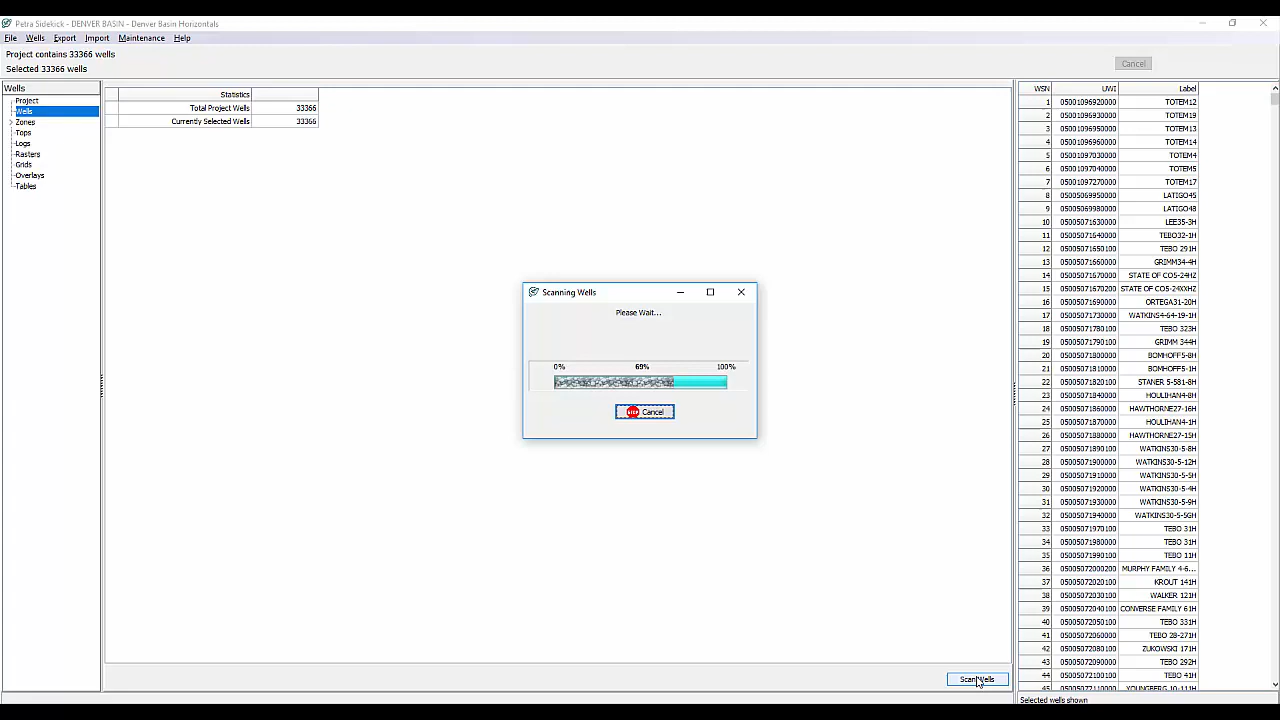 Petra Sidekick - DENVER BASIN - Denver Basin Horizontals
File Wells Export Import Maintenance Help
Project contains 33366 wells
Selected 33366 wells
Cancel
Wells
Project
Wells
Zones
Tops
Logs
Rasters
Grids
Overlays
Tables
Statistics
Total Project Wells 33366
Currently Selected Wells 33366
Scanning Wells
Please Wait...
0% 69% 100%
STOP Cancel
Scan Wells
WSN UWI Label
1 05001096920000 TOTEM12
2 05001096930000 TOTEM19
3 05001096950000 TOTEM13
4 05001096960000 TOTEM14
5 05001097030000 TOTEM4
6 05001097040000 TOTEM5
7 05001097270000 TOTEM17
8 05005069950000 LATIGO45
9 05005069980000 LATIGO48
10 05005071630000 LEE35-3H
11 05005071640000 TEBO32-1H
12 05005071650100 TEBO 291H
13 05005071660000 GRIMM34-4H
14 05005071670000 STATE OF CO5-24HZ
15 05005071670200 STATE OF CO5-24XXHZ
16 05005071690000 ORTEGA31-20H
17 05005071730000 WATKINS4-64-19-1H
18 05005071780100 TEBO 323H
19 05005071790100 GRIMM 344H
20 05005071800000 BOMHOFF5-8H
21 05005071810000 BOMHOFF5-1H
22 05005071820100 STANER 5-581-8H
23 05005071840000 HOULIHAN4-8H
24 05005071860000 HAWTHORNE27-16H
25 05005071870000 HOULIHAN4-1H
26 05005071880000 HAWTHORNE27-15H
27 05005071890100 WATKINS30-5-8H
28 05005071900000 WATKINS30-5-12H
29 05005071910000 WATKINS30-5-5H
30 05005071920000 WATKINS30-5-4H
31 05005071930000 WATKINS30-5-9H
32 05005071940000 WATKINS30-5-5GH
33 05005071970100 TEBO 31H
34 05005071980000 TEBO 31H
35 05005071990100 TEBO 11H
36 05005072000200 MURPHY FAMILY 4-6...
37 05005072020100 KROUT 141H
38 05005072030100 WALKER 121H
39 05005072040100 CONVERSE FAMILY 61H
40 05005072050100 TEBO 331H
41 05005072060000 TEBO 28-271H
42 05005072080100 ZUKOWSKI 171H
43 05005072090000 TEBO 292H
44 05005072100100 TEBO 41H
45 05005072110000 YOUNGBERG 10-111H
Selected wells shown